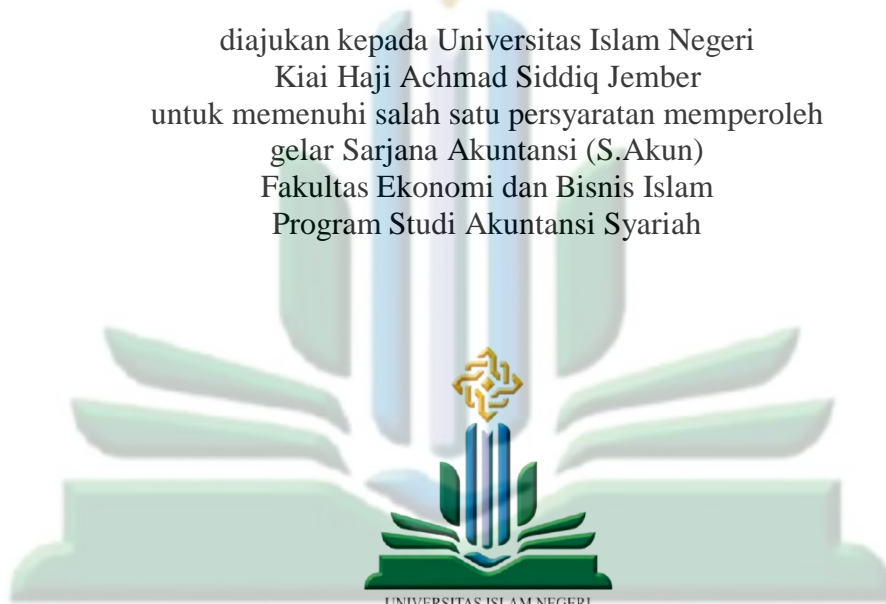 diajukan kepada Universitas Islam Negeri
Kiai Haji Achmad Siddiq Jember
untuk memenuhi salah satu persyaratan memperoleh
gelar Sarjana Akuntansi (S.Akun)
Fakultas Ekonomi dan Bisnis Islam
Program Studi Akuntansi Syariah
UNIVERSITAS ISLAM NEGERI